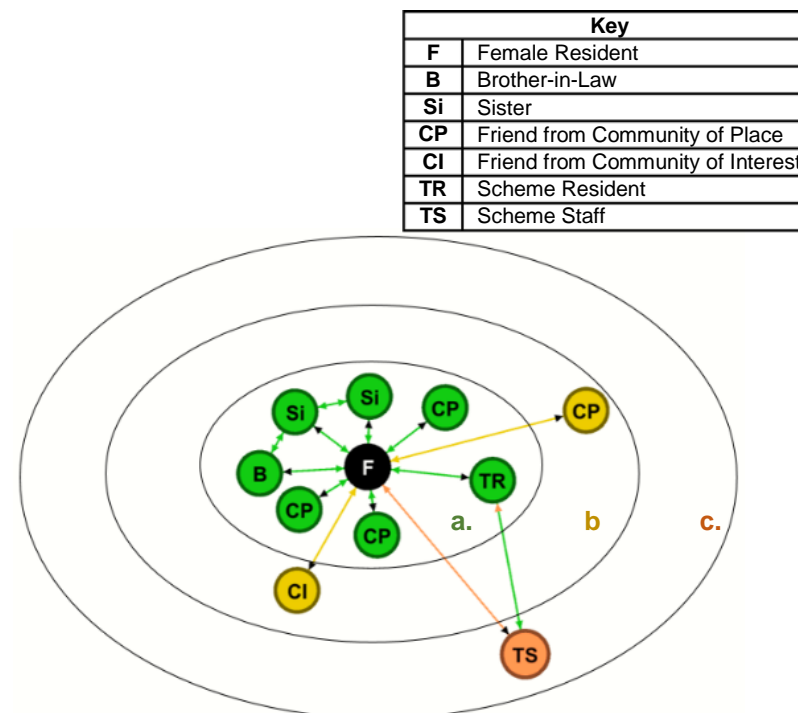 Key
F Female Resident
B Brother-in-Law
Si Sister
CP Friend from Community of Place
CI Friend from Community of Interest
TR Scheme Resident
TS Scheme Staff
Si
Si
CP
CP
F
B
TR
CP
CP
a.
b
c.
CI
TS